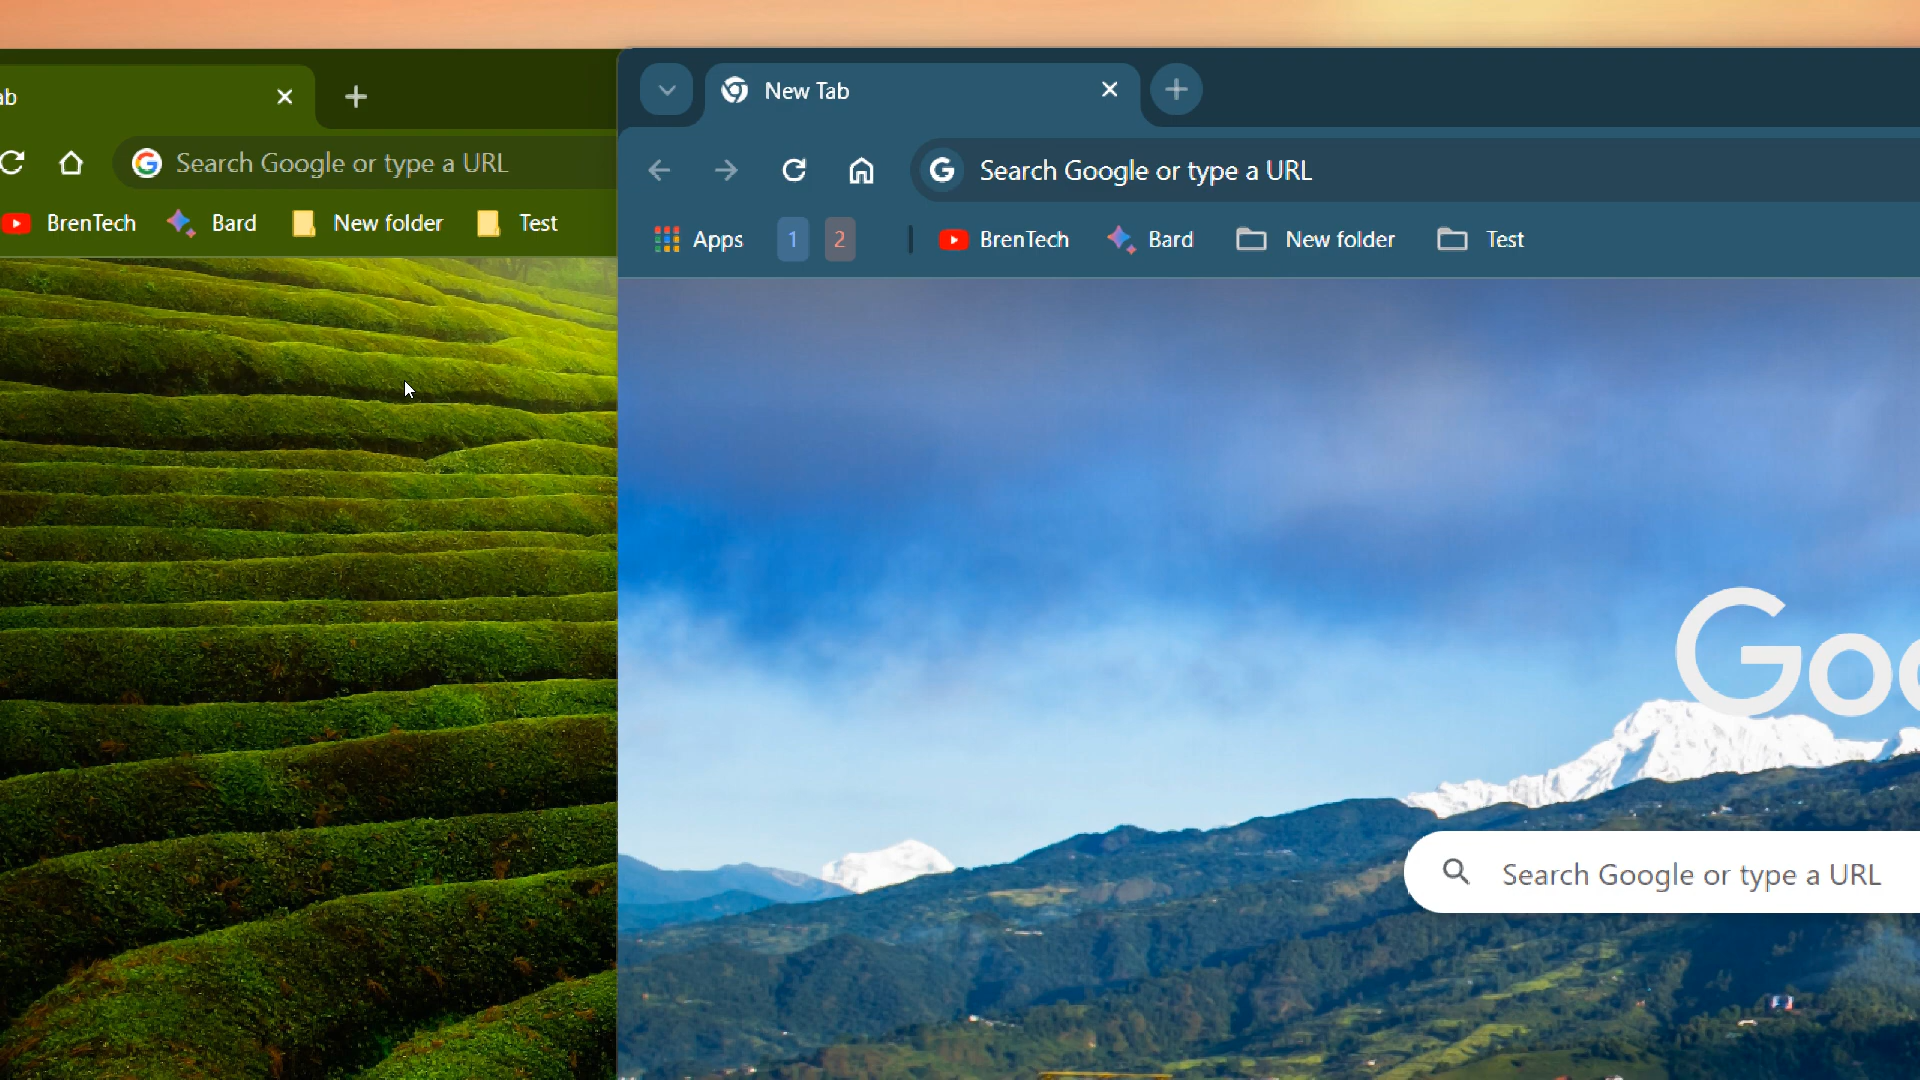 ab
Search Google or type a URL
BrenTech Bard New folder Test
New Tab
Search Google or type a URL
Apps 1 2 BrenTech Bard New folder Test
Goo
Search Google or type a URL